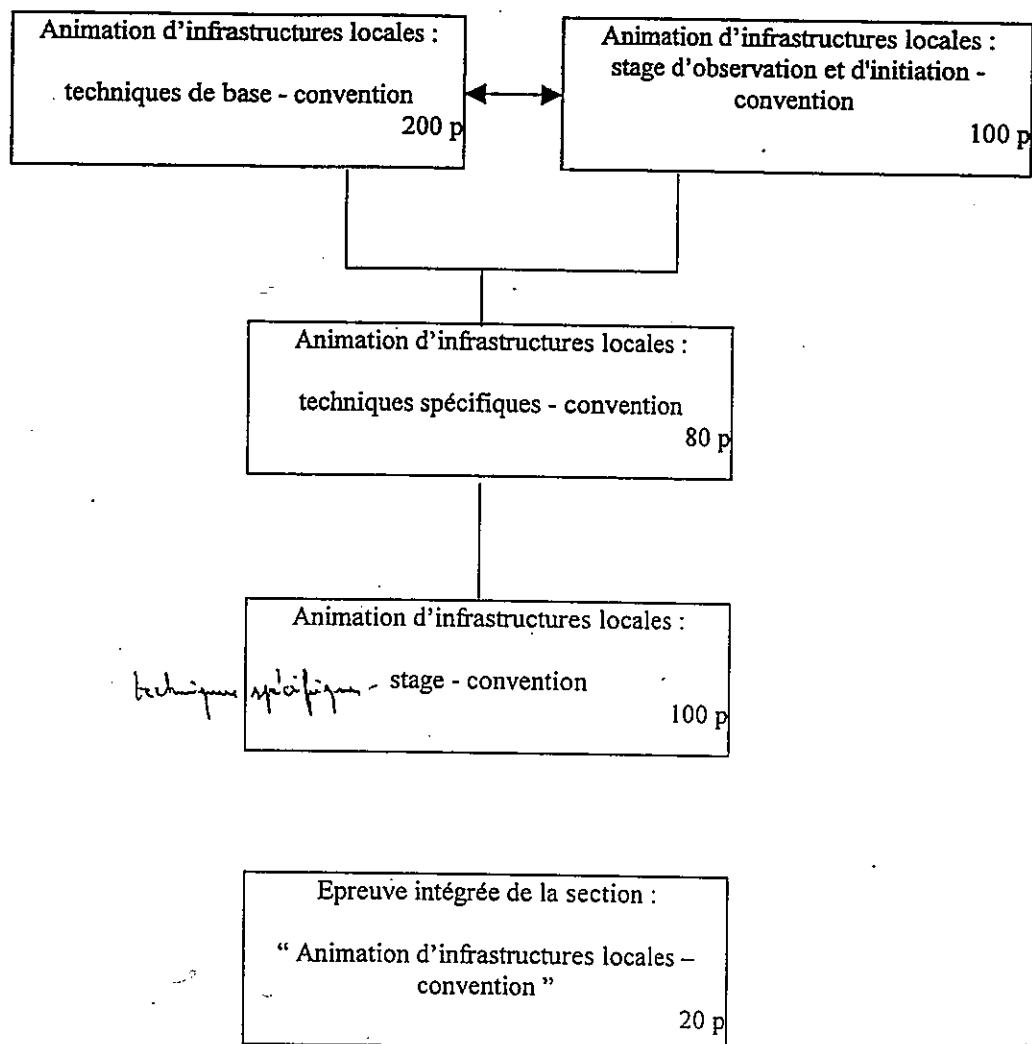 Animation d’infrastructures locales :
techniques de base - convention
200 p
Animation d’infrastructures locales :
stage d’observation et d'initiation -
convention
100 p
Animation d’infrastructures locales :
techniques spécifiques - convention
80 p
Animation d’infrastructures locales :
techniques spécifiques - stage - convention
100 p
Epreuve intégrée de la section :
“ Animation d’infrastructures locales –
convention ”
20 p